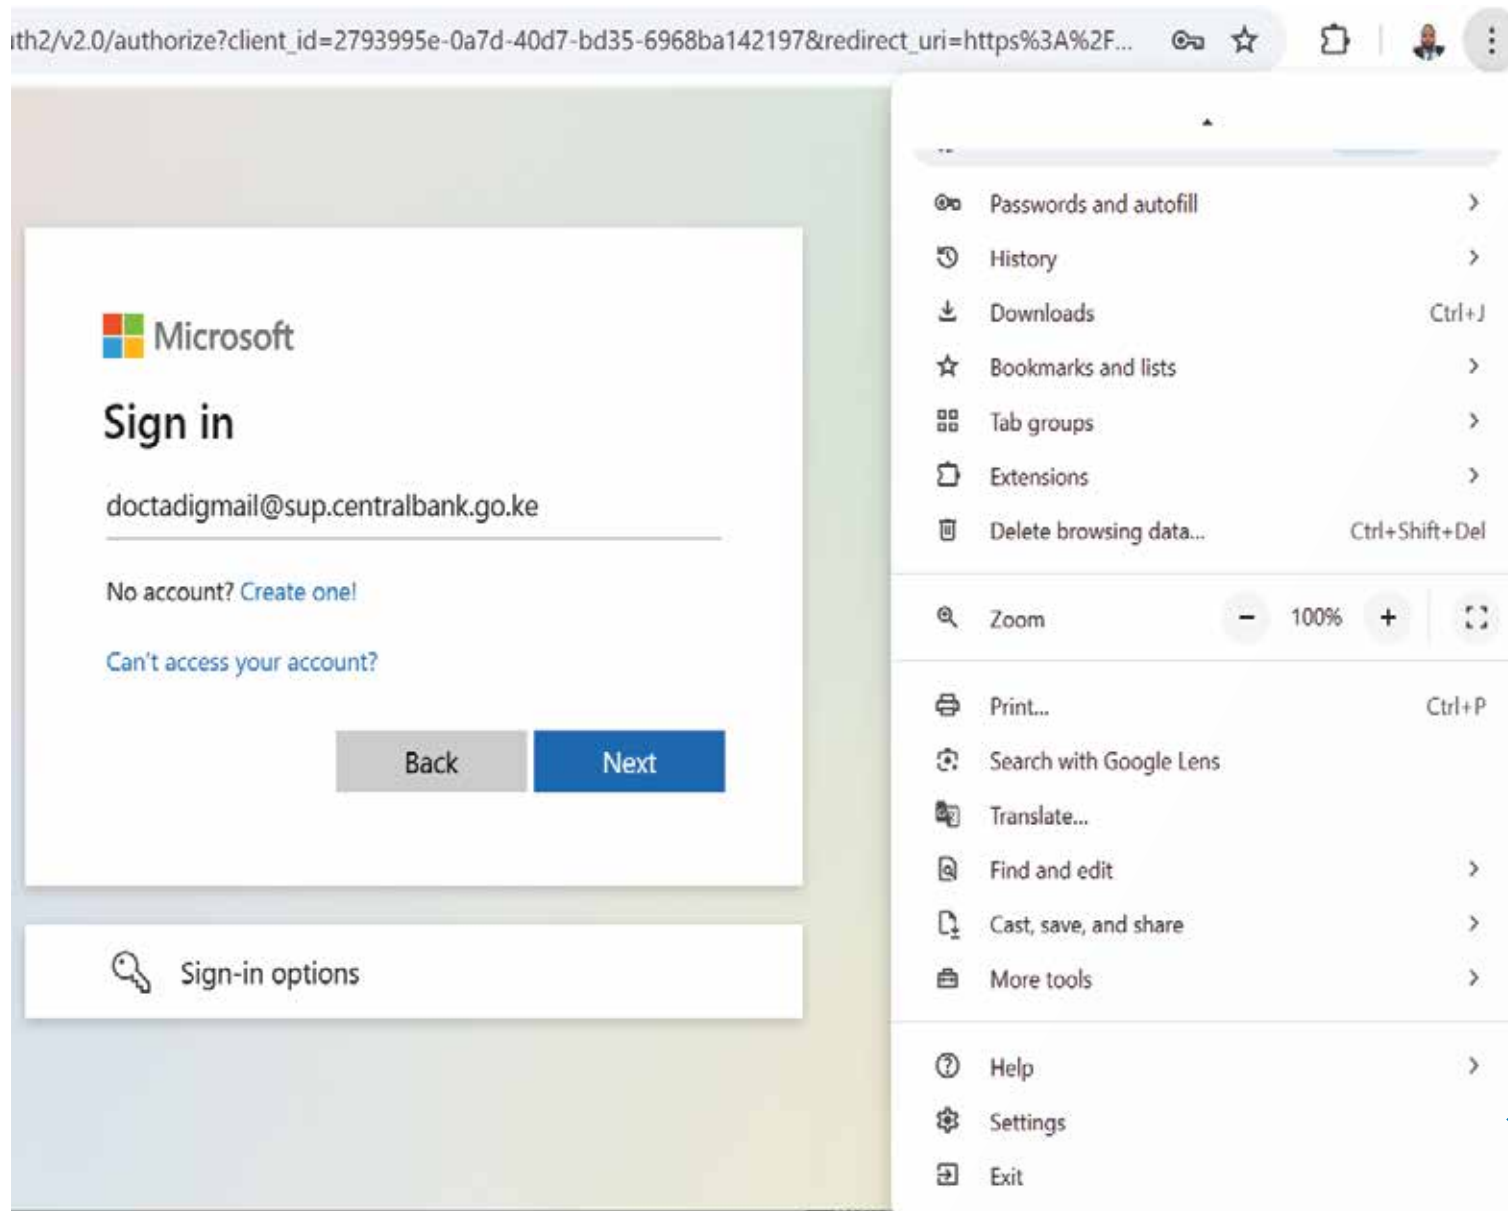 ith2/v2.0/authorize?client_id=2793995e-0a7d-40d7-bd35-6968ba142197&redirect_uri=https%3A%2F...
Microsoft
Sign in
doctadigmail@sup.centralbank.go.ke
No account? Create one!
Can't access your account?
Back Next
Sign-in options
Passwords and autofill
History
Downloads Ctrl+J
Bookmarks and lists
Tab groups
Extensions
Delete browsing data... Ctrl+Shift+Del
Zoom - 100% +
Print... Ctrl+P
Search with Google Lens
Translate...
Find and edit
Cast, save, and share
More tools
Help
Settings
Exit